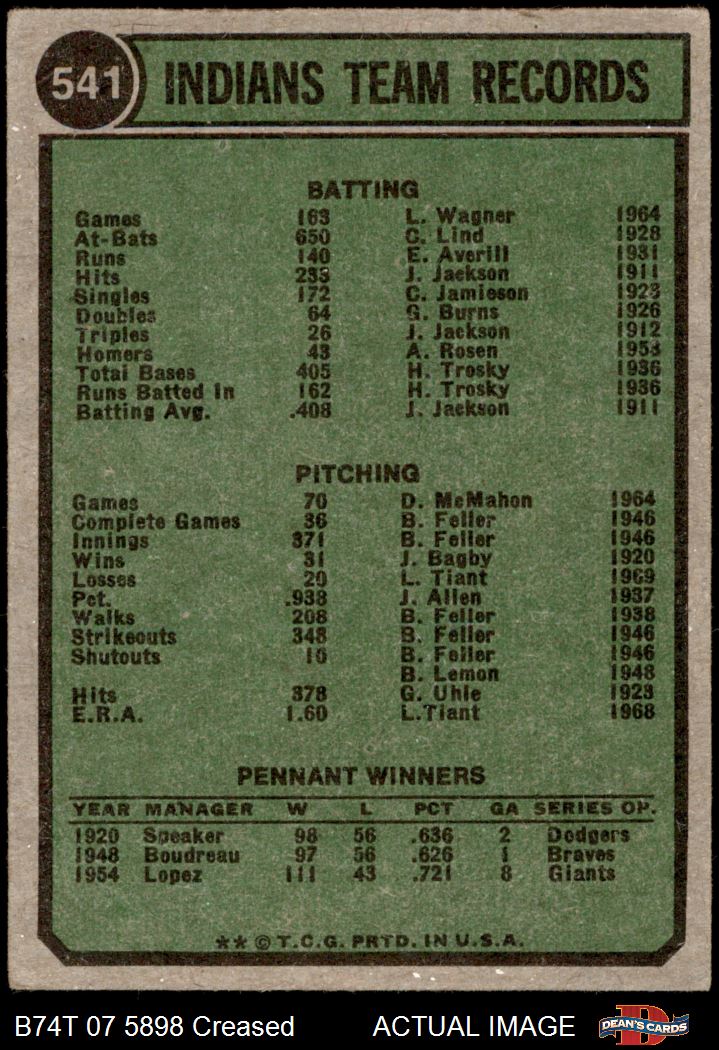 541 INDIANS TEAM RECORDS
BATTING
Games 163 L. Wagner 1964
At-Bats 650 C. Lind 1928
Runs 140 E. Averill 1931
Hits 233 J. Jackson 1911
Singles 172 C. Jamieson 1923
Doubles 64 G. Burns 1926
Triples 26 J. Jackson 1912
Homers 43 A. Rosen 1953
Total Bases 405 H. Trosky 1936
Runs Batted In 162 H. Trosky 1936
Batting Avg. .408 J. Jackson 1911
PITCHING
Games 70 D. McMahon 1964
Complete Games 36 B. Feller 1946
Innings 371 B. Feller 1946
Wins 31 J. Bagby 1920
Losses 20 L. Tiant 1969
Pct. .938 J. Allen 1937
Walks 208 B. Feller 1938
Strikeouts 348 B. Feller 1946
Shutouts 10 B. Feller 1946
B. Lemon 1948
Hits 378 G. Uhle 1923
E.R.A. 1.60 L.Tiant 1968
PENNANT WINNERS
YEAR MANAGER W L PCT GA SERIES OP.
1920 Speaker 98 56 .636 2 Dodgers
1948 Boudreau 97 56 .626 1 Braves
1954 Lopez 111 43 .721 8 Giants
** © T.C.G. PRTD. IN U.S.A.
B74T 07 5898 Creased ACTUAL IMAGE D DEAN'S CARDS